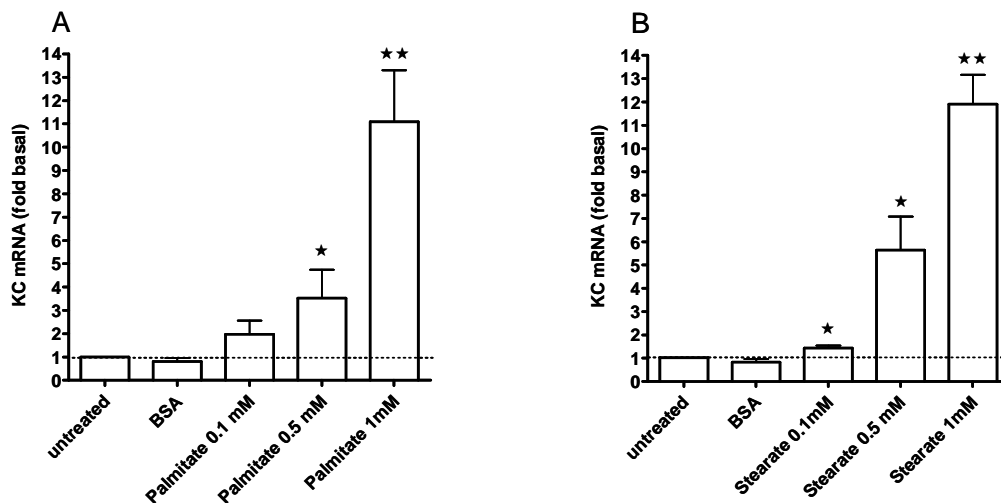 A
KC mRNA (fold basal)
14
13
12
11
10
9
8
7
6
5
4
3
2
1
0
★
★★
untreated
BSA
Palmitate 0.1 mM
Palmitate 0.5 mM
Palmitate 1mM
B
KC mRNA (fold basal)
14
13
12
11
10
9
8
7
6
5
4
3
2
1
0
★
★
★★
untreated
BSA
Stearate 0.1mM
Stearate 0.5 mM
Stearate 1mM